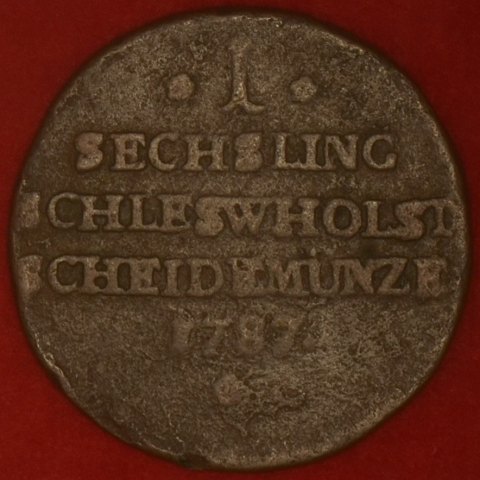 · 1 ·
SECHSLING
SCHLESWHOLST
SCHEIDEMÜNZE
1787.